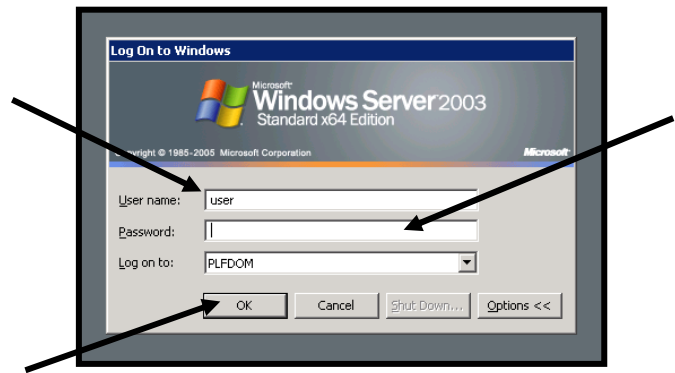 Log On to Windows
Microsoft
Windows Server 2003
Standard x64 Edition
Copyright © 1985-2005 Microsoft Corporation Microsoft
User name: user
Password:
Log on to: PLFDOM
OK Cancel Shut Down... Options <<